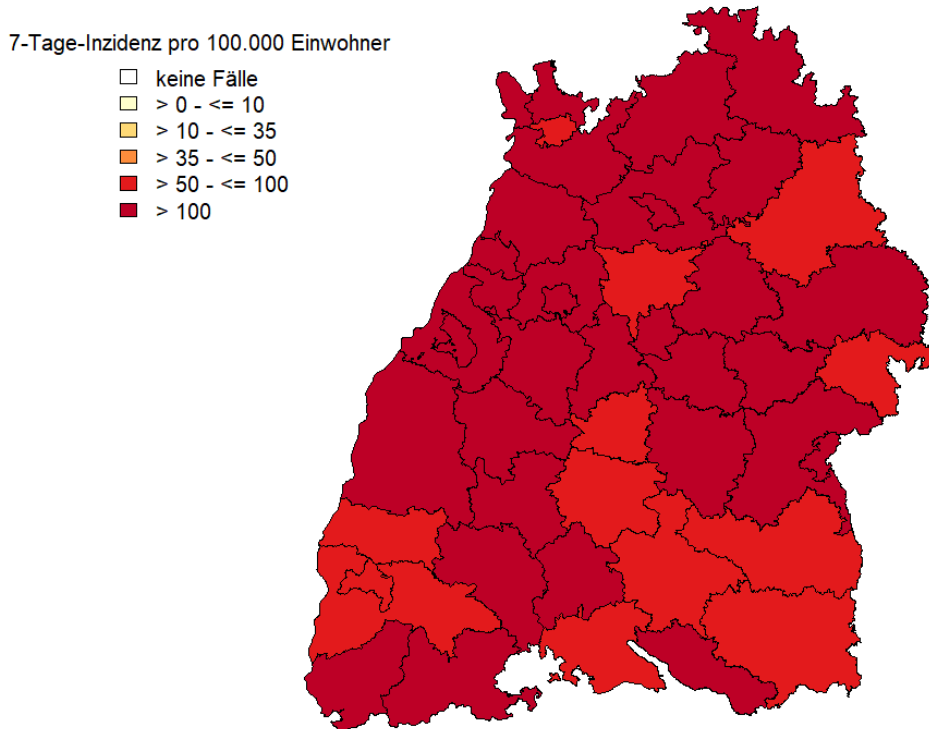 7-Tage-Inzidenz pro 100.000 Einwohner
keine Fälle
> 0 - <= 10
> 10 - <= 35
> 35 - <= 50
> 50 - <= 100
> 100